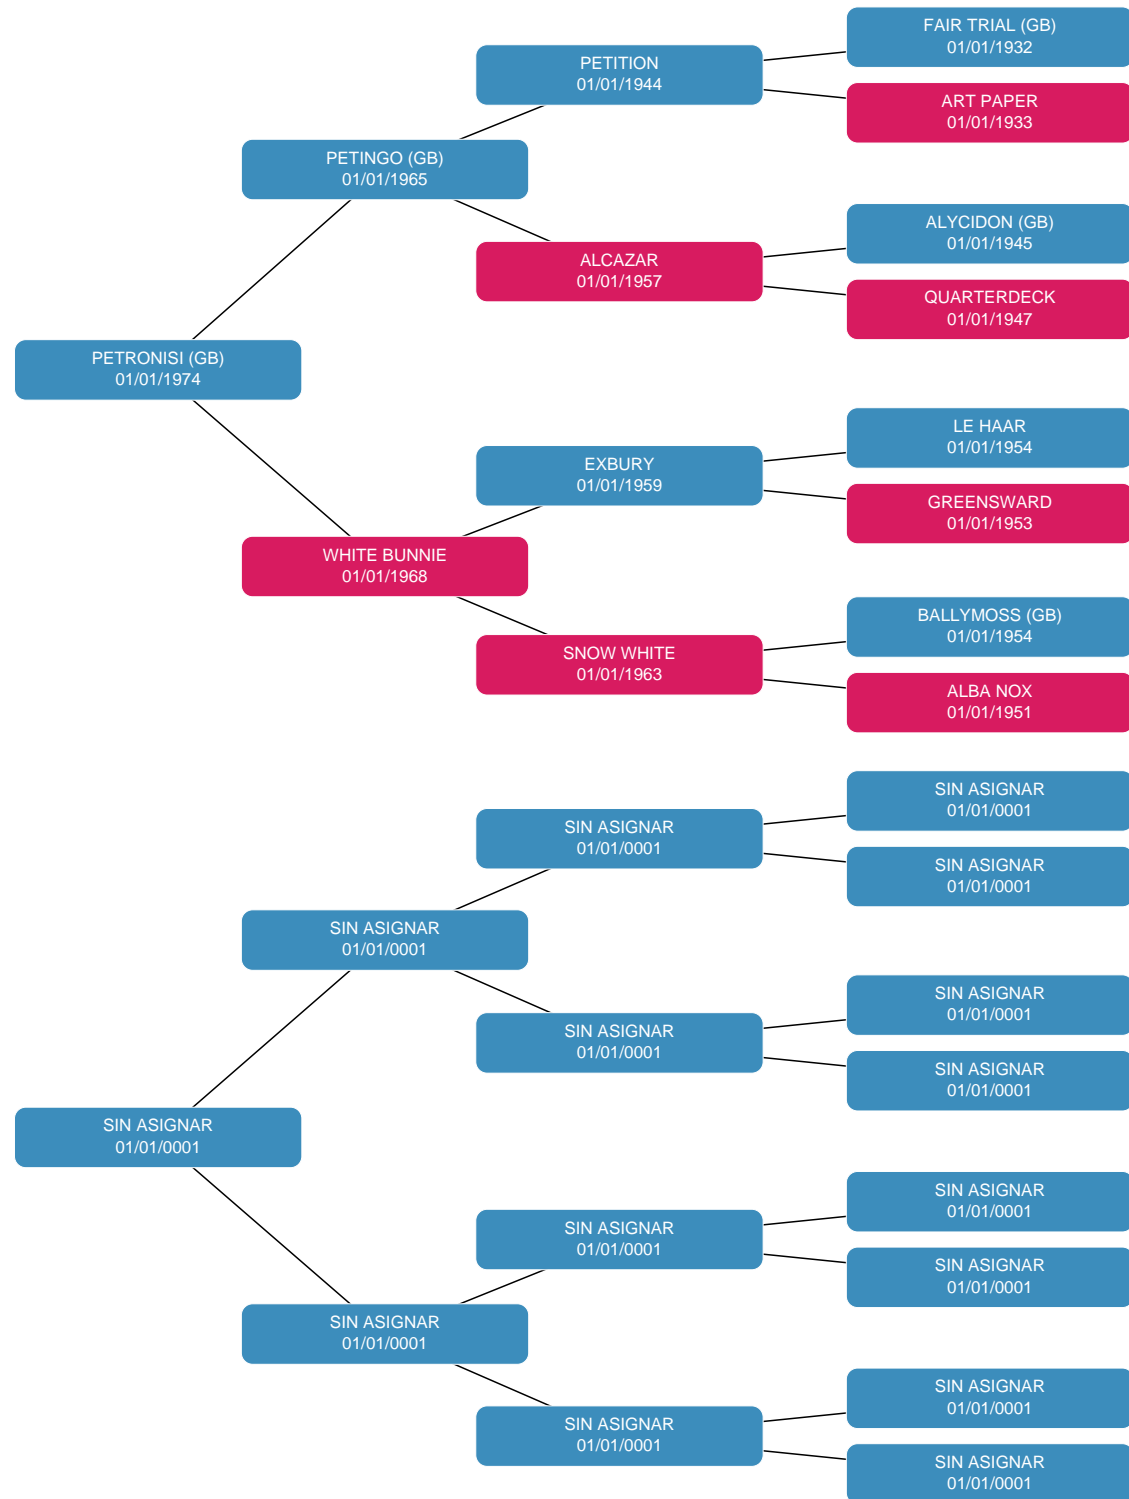 FAIR TRIAL (GB)
01/01/1932
PETITION
01/01/1944
ART PAPER
01/01/1933
PETINGO (GB)
01/01/1965
ALYCIDON (GB)
01/01/1945
ALCAZAR
01/01/1957
QUARTERDECK
01/01/1947
PETRONISI (GB)
01/01/1974
LE HAAR
01/01/1954
EXBURY
01/01/1959
GREENSWARD
01/01/1953
WHITE BUNNIE
01/01/1968
BALLYMOSS (GB)
01/01/1954
SNOW WHITE
01/01/1963
ALBA NOX
01/01/1951
SIN ASIGNAR
01/01/0001
SIN ASIGNAR
01/01/0001
SIN ASIGNAR
01/01/0001
SIN ASIGNAR
01/01/0001
SIN ASIGNAR
01/01/0001
SIN ASIGNAR
01/01/0001
SIN ASIGNAR
01/01/0001
SIN ASIGNAR
01/01/0001
SIN ASIGNAR
01/01/0001
SIN ASIGNAR
01/01/0001
SIN ASIGNAR
01/01/0001
SIN ASIGNAR
01/01/0001
SIN ASIGNAR
01/01/0001
SIN ASIGNAR
01/01/0001
SIN ASIGNAR
01/01/0001